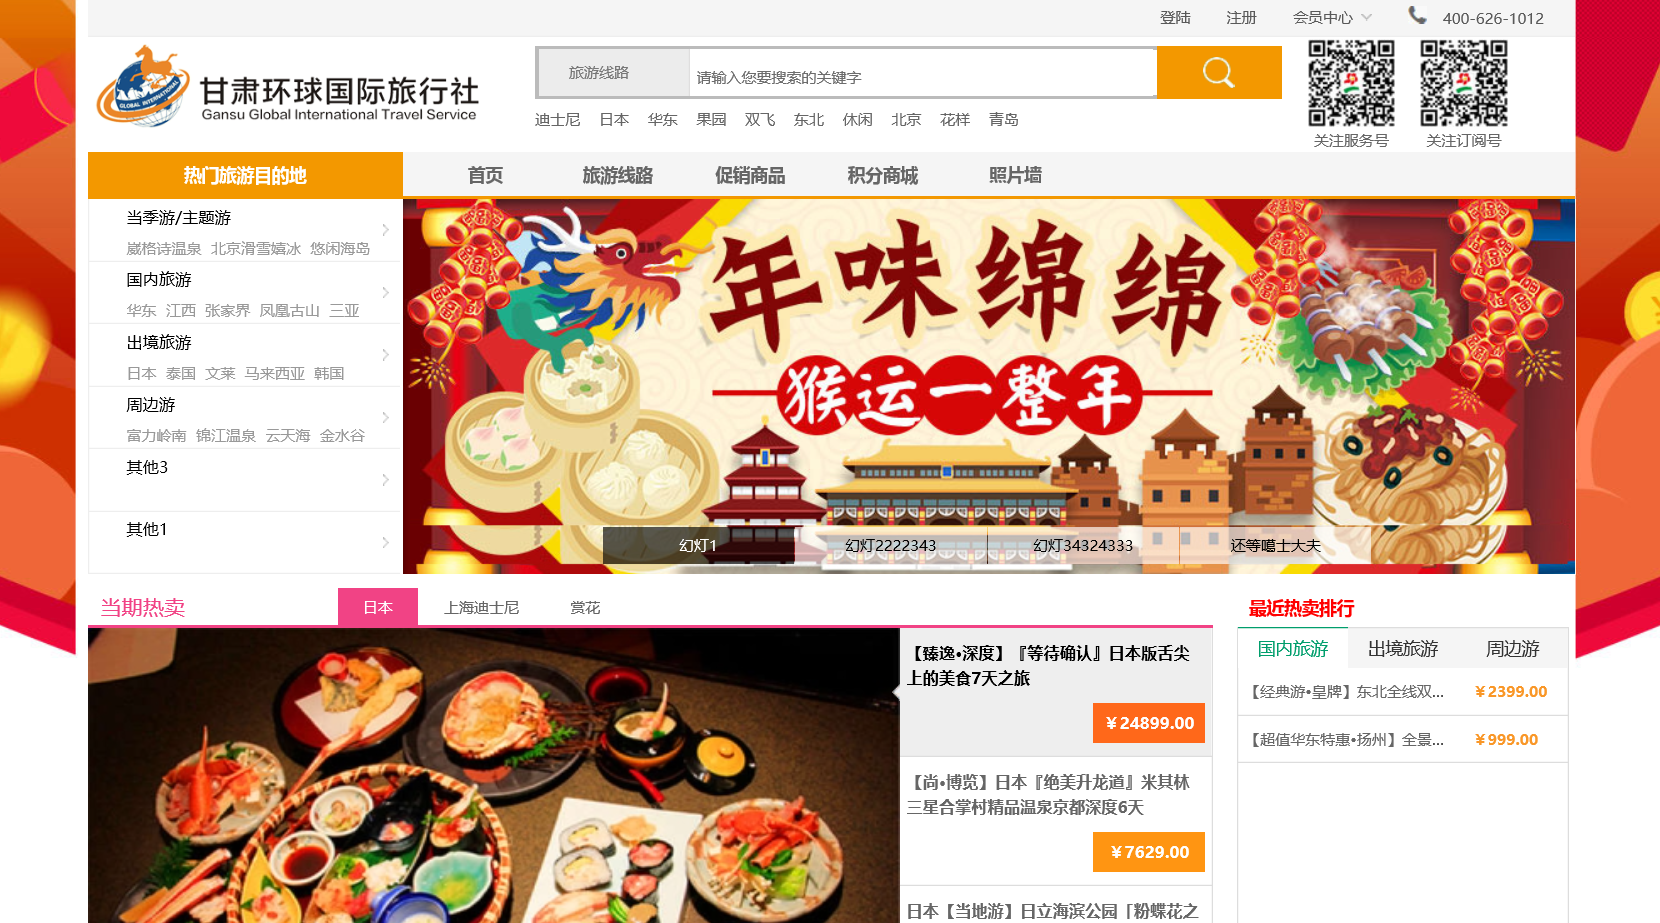 登陆 注册 会员中心 400-626-1012
甘肃环球国际旅行社
Gansu Global International Travel Service
GLOBAL INTERNATIONAL
旅游线路 请输入您要搜索的关键字
迪士尼 日本 华东 果园 双飞 东北 休闲 北京 花样 青岛
关注服务号 关注订阅号
热门旅游目的地 首页 旅游线路 促销商品 积分商城 照片墙
当季游/主题游
崴格诗温泉 北京滑雪嬉冰 悠闲海岛
国内旅游
华东 江西 张家界 凤凰古山 三亚
出境旅游
日本 泰国 文莱 马来西亚 韩国
周边游
富力岭南 锦江温泉 云天海 金水谷
其他3
其他1
年味绵绵
猴运一整年
幻灯1 幻灯2222343 幻灯34324333 还等噶士大夫
当期热卖 日本 上海迪士尼 赏花
【臻逸•深度】『等待确认』日本版舌尖
上的美食7天之旅
￥24899.00
【尚•博览】日本『绝美升龙道』米其林
三星合掌村精品温泉京都深度6天
￥7629.00
日本【当地游】日立海滨公园「粉蝶花之
最近热卖排行
国内旅游 出境旅游 周边游
【经典游•皇牌】东北全线双... ￥2399.00
【超值华东特惠•扬州】全景... ￥999.00